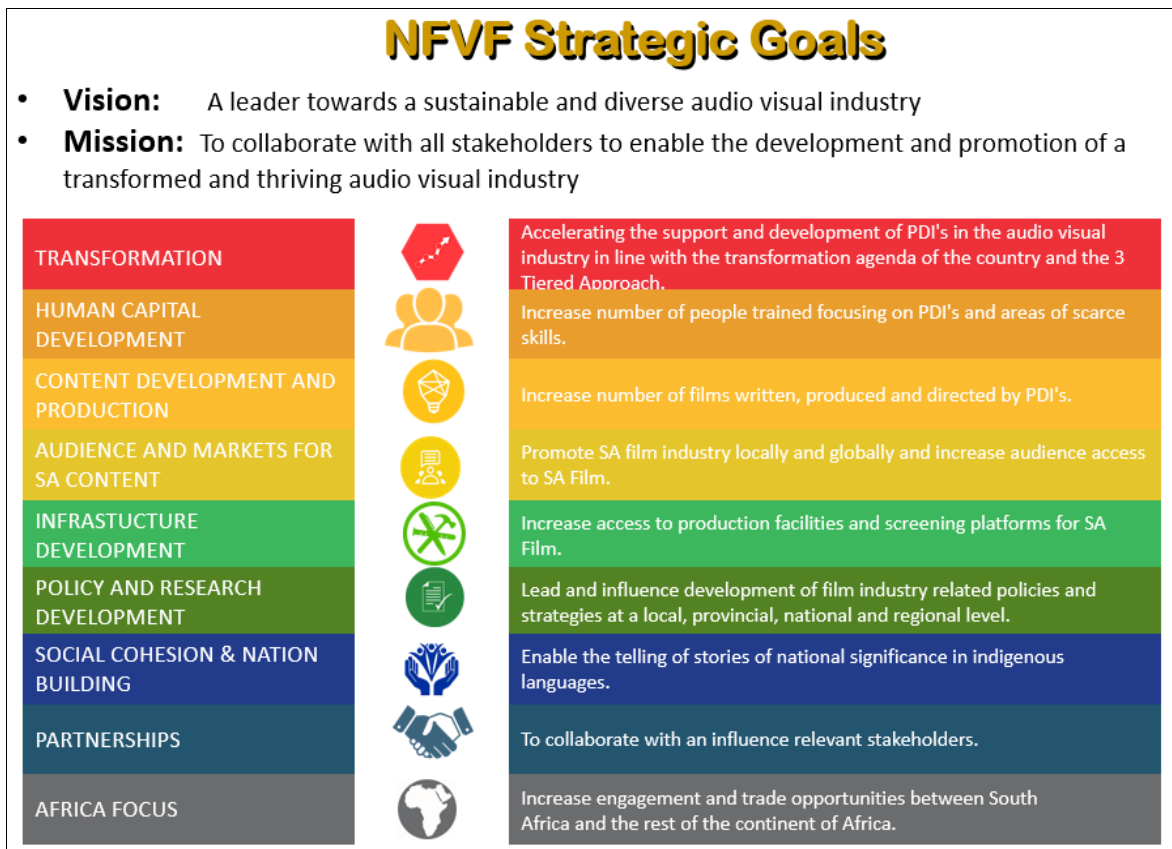 NFVF Strategic Goals
• Vision: A leader towards a sustainable and diverse audio visual industry
• Mission: To collaborate with all stakeholders to enable the development and promotion of a
transformed and thriving audio visual industry
TRANSFORMATION
Accelerating the support and development of PDI's in the audio visual
industry in line with the transformation agenda of the country and the 3
Tiered Approach.
HUMAN CAPITAL
DEVELOPMENT
Increase number of people trained focusing on PDI's and areas of scarce
skills.
CONTENT DEVELOPMENT AND
PRODUCTION
Increase number of films written, produced and directed by PDI's.
AUDIENCE AND MARKETS FOR
SA CONTENT
Promote SA film industry locally and globally and increase audience access
to SA Film.
INFRASTUCTURE
DEVELOPMENT
Increase access to production facilities and screening platforms for SA
Film.
POLICY AND RESEARCH
DEVELOPMENT
Lead and influence development of film industry related policies and
strategies at a local, provincial, national and regional level.
SOCIAL COHESION & NATION
BUILDING
Enable the telling of stories of national significance in indigenous
languages.
PARTNERSHIPS
To collaborate with an influence relevant stakeholders.
AFRICA FOCUS
Increase engagement and trade opportunities between South
Africa and the rest of the continent of Africa.